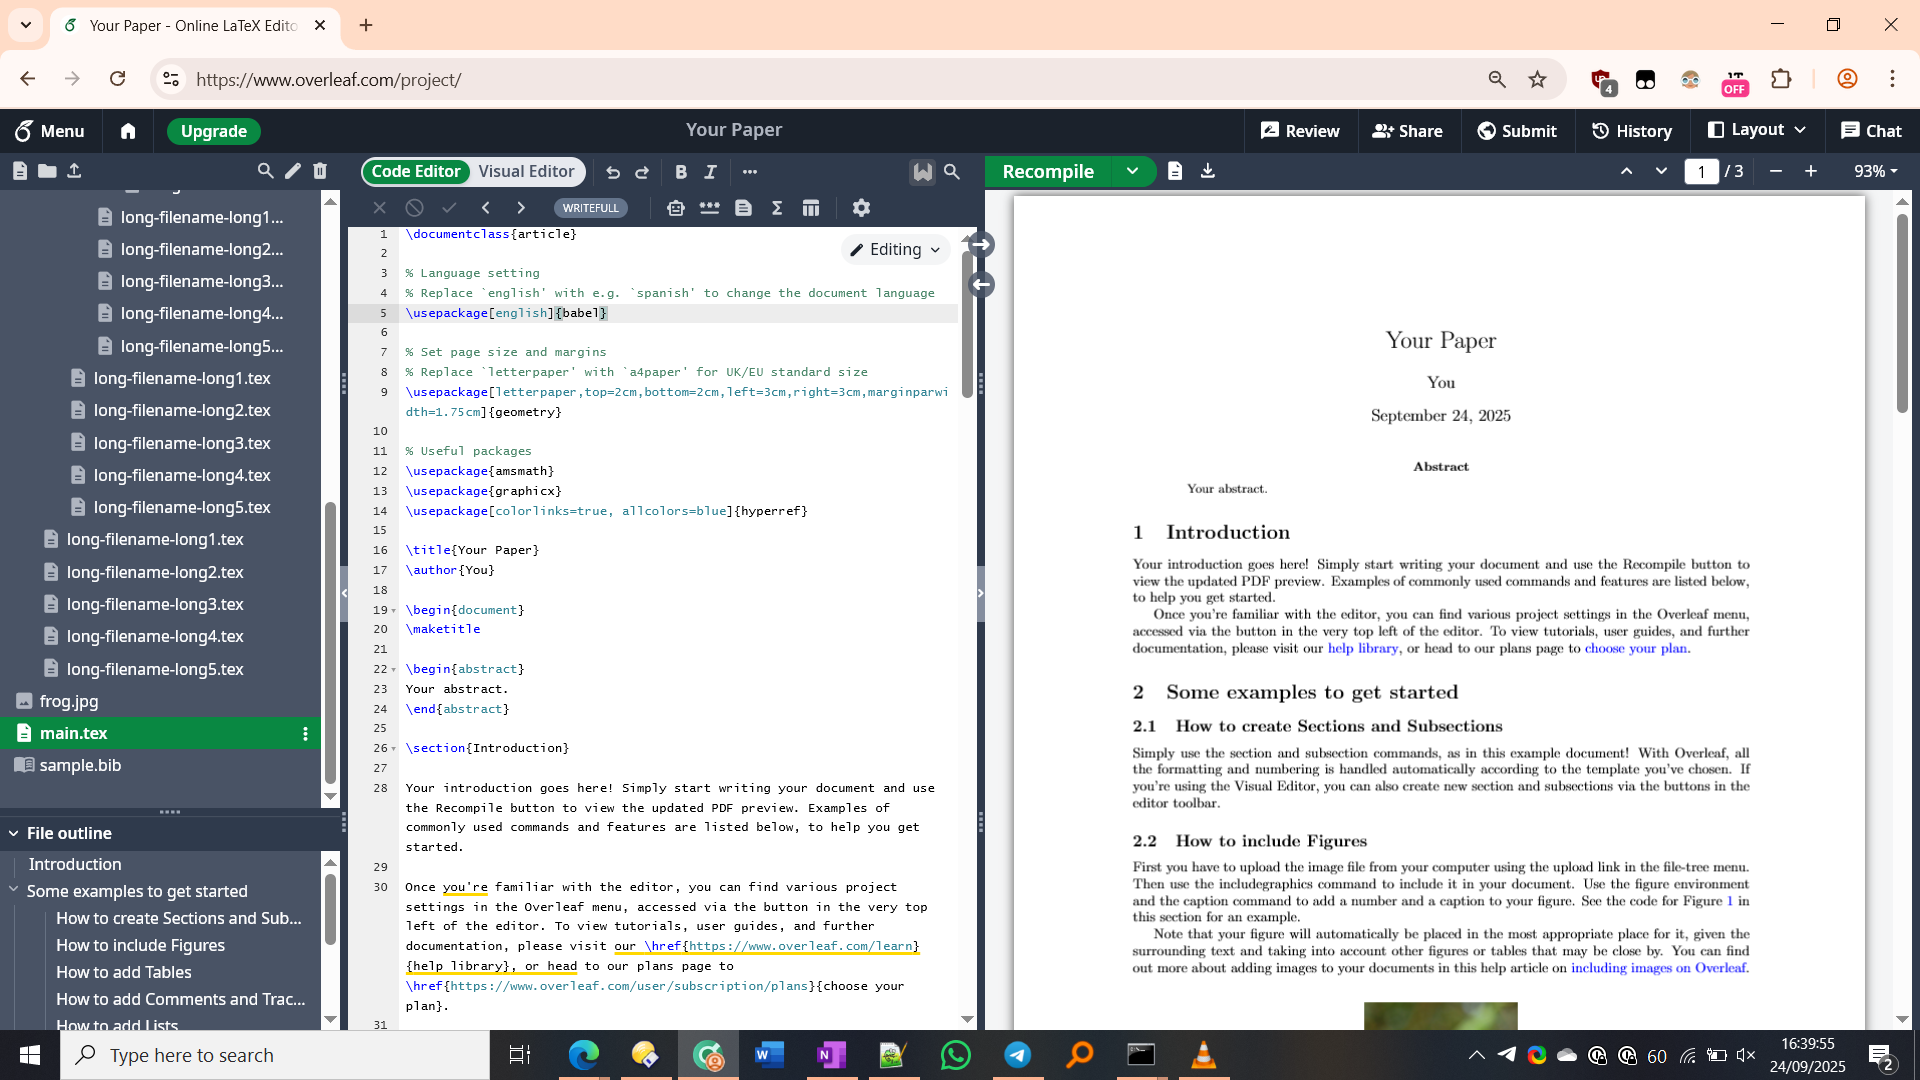 Your Paper - Online LaTeX Edito
https://www.overleaf.com/project/
4
OFF
Menu
Upgrade
Your Paper
Review
Share
Submit
History
Layout
Chat
Code Editor
Visual Editor
B I
Recompile
1 / 3
93%
WRITEFULL
Editing
long-filename-long1...
long-filename-long2...
long-filename-long3...
long-filename-long4...
long-filename-long5...
long-filename-long1.tex
long-filename-long2.tex
long-filename-long3.tex
long-filename-long4.tex
long-filename-long5.tex
long-filename-long1.tex
long-filename-long2.tex
long-filename-long3.tex
long-filename-long4.tex
long-filename-long5.tex
frog.jpg
main.tex
sample.bib
File outline
Introduction
Some examples to get started
How to create Sections and Sub...
How to include Figures
How to add Tables
How to add Comments and Trac...
How to add Lists
1 \documentclass{article}
2
3 % Language setting
4 % Replace `english' with e.g. `spanish' to change the document language
5 \usepackage[english]{babel}
6
7 % Set page size and margins
8 % Replace `letterpaper' with `a4paper' for UK/EU standard size
9 \usepackage[letterpaper,top=2cm,bottom=2cm,left=3cm,right=3cm,marginparwi
dth=1.75cm]{geometry}
10
11 % Useful packages
12 \usepackage{amsmath}
13 \usepackage{graphicx}
14 \usepackage[colorlinks=true, allcolors=blue]{hyperref}
15
16 \title{Your Paper}
17 \author{You}
18
19 \begin{document}
20 \maketitle
21
22 \begin{abstract}
23 Your abstract.
24 \end{abstract}
25
26 \section{Introduction}
27
28 Your introduction goes here! Simply start writing your document and use
the Recompile button to view the updated PDF preview. Examples of
commonly used commands and features are listed below, to help you get
started.
29
30 Once you're familiar with the editor, you can find various project
settings in the Overleaf menu, accessed via the button in the very top
left of the editor. To view tutorials, user guides, and further
documentation, please visit our \href{https://www.overleaf.com/learn}
{help library}, or head to our plans page to
\href{https://www.overleaf.com/user/subscription/plans}{choose your
plan}.
31
Your Paper
You
September 24, 2025
Abstract
Your abstract.
1 Introduction
Your introduction goes here! Simply start writing your document and use the Recompile button to
view the updated PDF preview. Examples of commonly used commands and features are listed below,
to help you get started.
Once you're familiar with the editor, you can find various project settings in the Overleaf menu,
accessed via the button in the very top left of the editor. To view tutorials, user guides, and further
documentation, please visit our help library, or head to our plans page to choose your plan.
2 Some examples to get started
2.1 How to create Sections and Subsections
Simply use the section and subsection commands, as in this example document! With Overleaf, all
the formatting and numbering is handled automatically according to the template you've chosen. If
you're using the Visual Editor, you can also create new section and subsections via the buttons in the
editor toolbar.
2.2 How to include Figures
First you have to upload the image file from your computer using the upload link in the file-tree menu.
Then use the includegraphics command to include it in your document. Use the figure environment
and the caption command to add a number and a caption to your figure. See the code for Figure 1 in
this section for an example.
Note that your figure will automatically be placed in the most appropriate place for it, given the
surrounding text and taking into account other figures or tables that may be close by. You can find
out more about adding images to your documents in this help article on including images on Overleaf.
Type here to search
60
16:39:55
24/09/2025
2